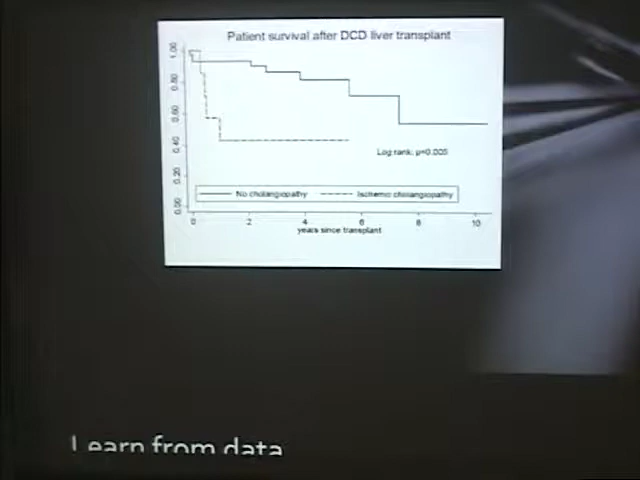 Patient survival after DCD liver transplant
1.00
0.80
0.60
0.40
0.20
0.00
Log rank, p=0.005
No cholangiopathy
Ischemic cholangiopathy
0 2 4 6 8 10
years since transplant
Learn from data